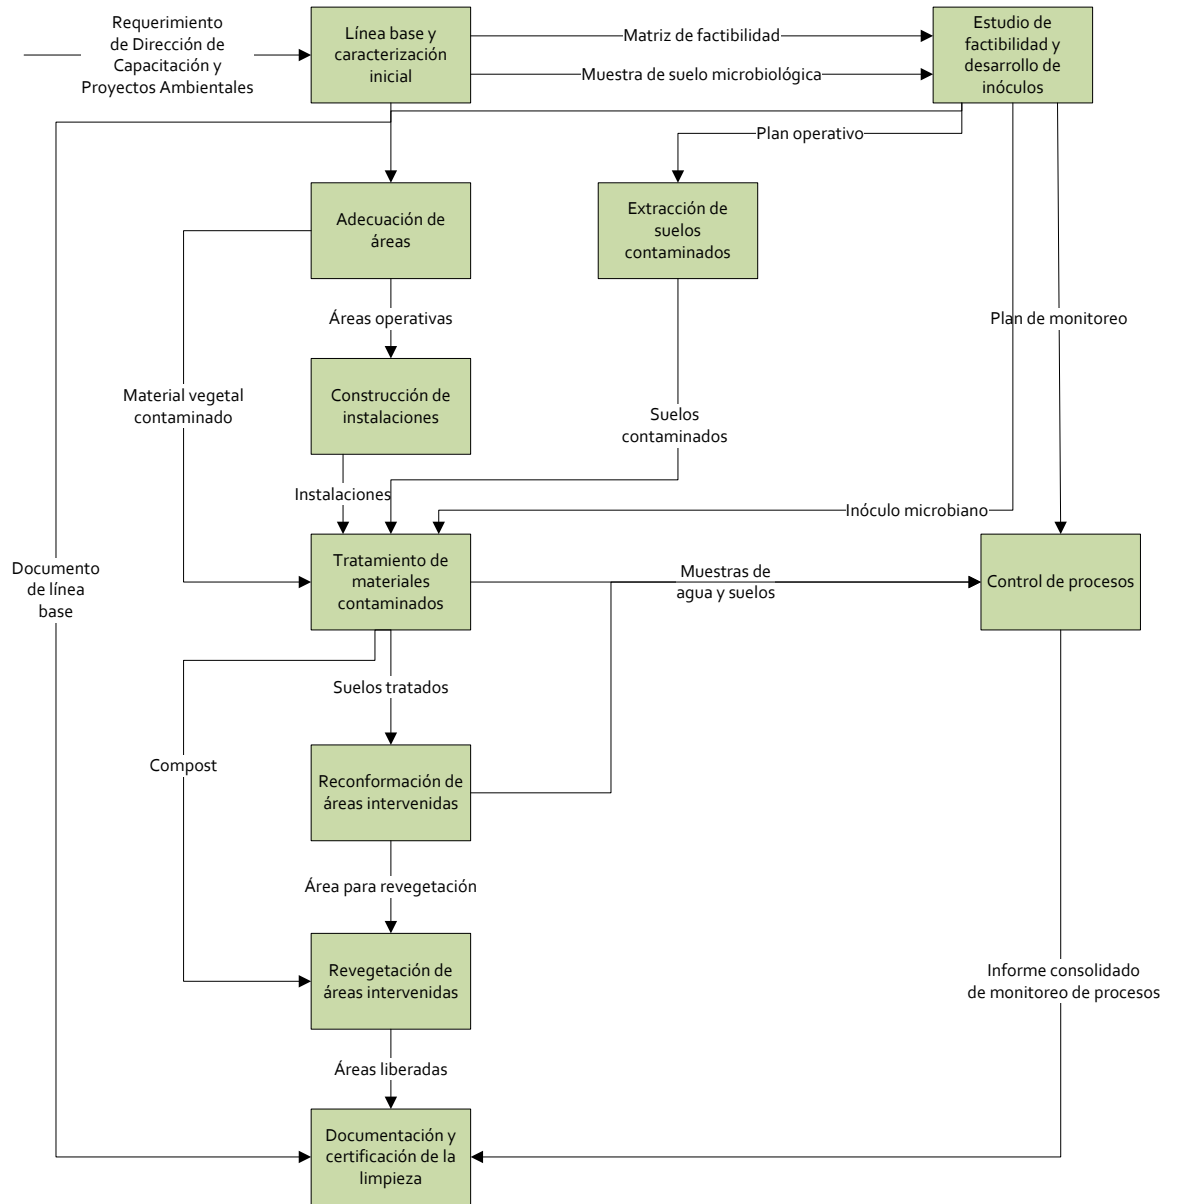 Requerimiento
de Dirección de
Capacitación y
Proyectos Ambientales
Línea base y
caracterización
inicial
Matriz de factibilidad
Muestra de suelo microbiológica
Estudio de
factibilidad y
desarrollo de
inóculos
Plan operativo
Adecuación de
áreas
Extracción de
suelos
contaminados
Áreas operativas
Plan de monitoreo
Material vegetal
contaminado
Construcción de
instalaciones
Suelos
contaminados
Instalaciones
Inóculo microbiano
Documento
de línea
base
Tratamiento de
materiales
contaminados
Muestras de
agua y suelos
Control de procesos
Suelos tratados
Compost
Reconformación de
áreas intervenidas
Área para revegetación
Revegetación de
áreas intervenidas
Informe consolidado
de monitoreo de procesos
Áreas liberadas
Documentación y
certificación de la
limpieza